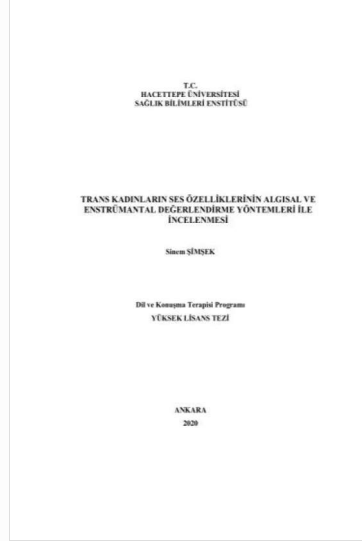 T.C.
HACETTEPE ÜNİVERSİTESİ
SAĞLIK BİLİMLERİ ENSTİTÜSÜ
TRANS KADINLARIN SES ÖZELLİKLERİNİN ALGISAL VE
ENSTRÜMANTAL DEĞERLENDİRME YÖNTEMLERİ İLE
İNCELENMESİ
Sinem ŞİMŞEK
Dil ve Konuşma Terapisi Programı
YÜKSEK LİSANS TEZİ
ANKARA
2020